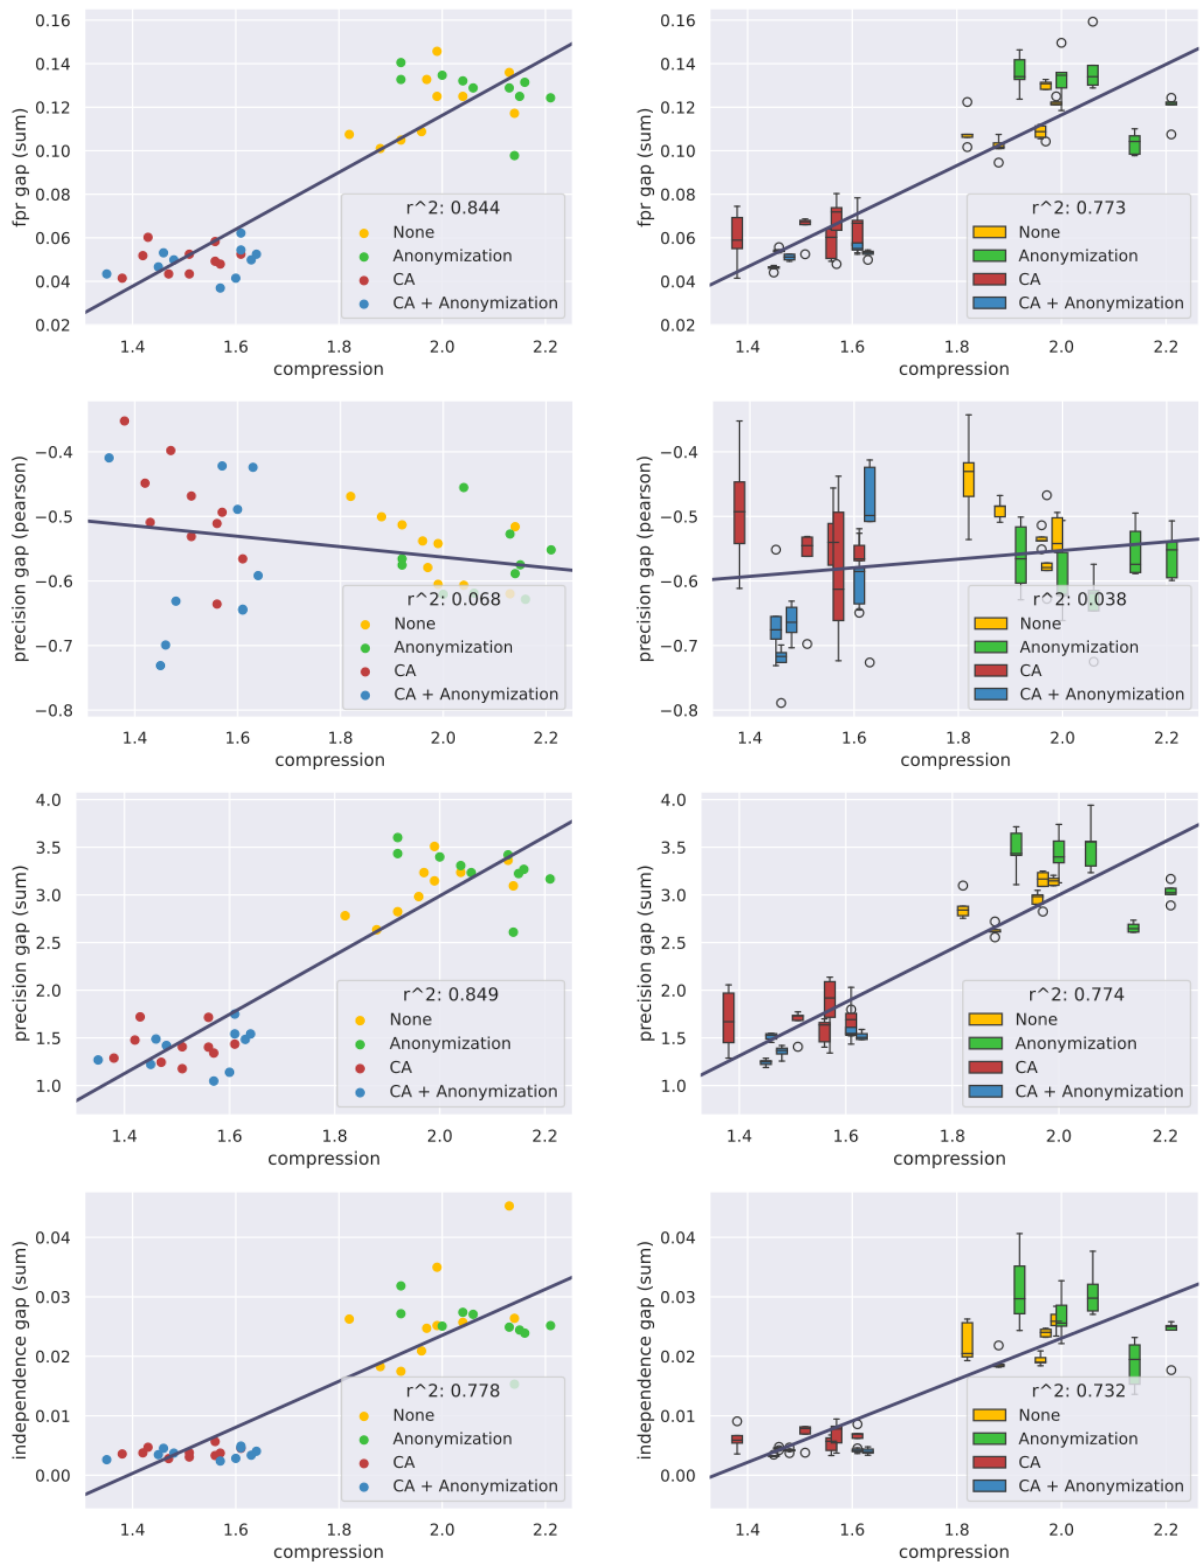 0.16
0.14
0.12
0.10
0.08
0.06
0.04
0.02
fpr gap (sum)
r^2: 0.844
None
Anonymization
CA
CA + Anonymization
1.4 1.6 1.8 2.0 2.2
compression
0.16
0.14
0.12
0.10
0.08
0.06
0.04
0.02
fpr gap (sum)
r^2: 0.773
None
Anonymization
CA
CA + Anonymization
1.4 1.6 1.8 2.0 2.2
compression
−0.4
−0.5
−0.6
−0.7
−0.8
precision gap (pearson)
r^2: 0.068
None
Anonymization
CA
CA + Anonymization
1.4 1.6 1.8 2.0 2.2
compression
−0.4
−0.5
−0.6
−0.7
−0.8
precision gap (pearson)
r^2: 0.038
None
Anonymization
CA
CA + Anonymization
1.4 1.6 1.8 2.0 2.2
compression
4.0
3.5
3.0
2.5
2.0
1.5
1.0
precision gap (sum)
r^2: 0.849
None
Anonymization
CA
CA + Anonymization
1.4 1.6 1.8 2.0 2.2
compression
4.0
3.5
3.0
2.5
2.0
1.5
1.0
precision gap (sum)
r^2: 0.774
None
Anonymization
CA
CA + Anonymization
1.4 1.6 1.8 2.0 2.2
compression
0.04
0.03
0.02
0.01
0.00
independence gap (sum)
r^2: 0.778
None
Anonymization
CA
CA + Anonymization
1.4 1.6 1.8 2.0 2.2
compression
0.04
0.03
0.02
0.01
0.00
independence gap (sum)
r^2: 0.732
None
Anonymization
CA
CA + Anonymization
1.4 1.6 1.8 2.0 2.2
compression